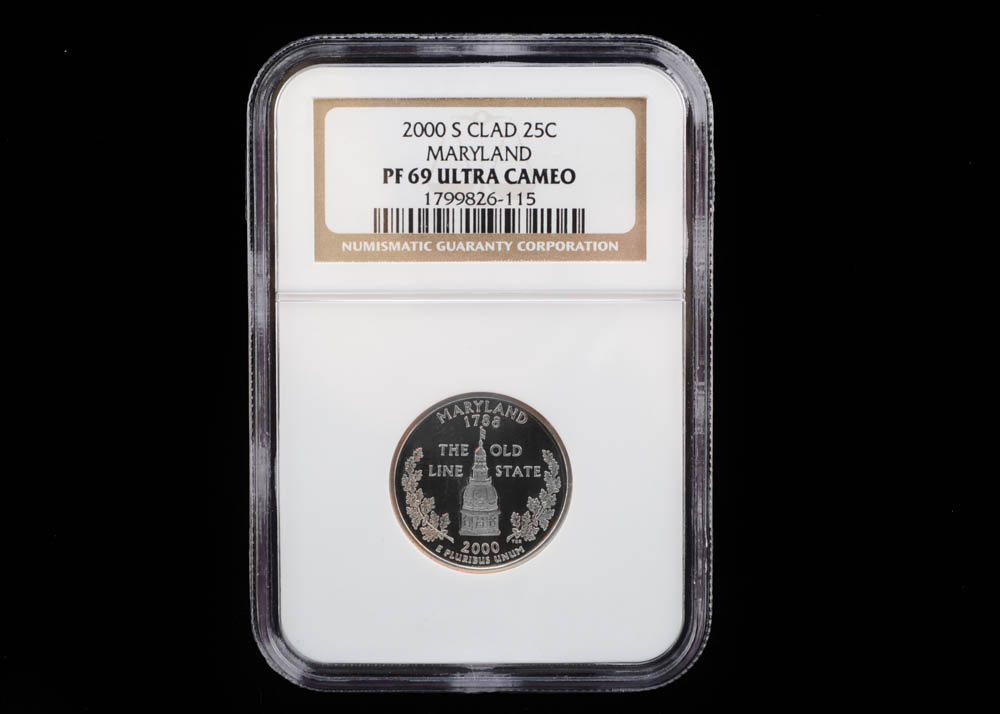 2000 S CLAD 25C
MARYLAND
PF 69 ULTRA CAMEO
1799826-115
NUMISMATIC GUARANTY CORPORATION
MARYLAND
1788
THE OLD
LINE STATE
2000
E PLURIBUS UNUM